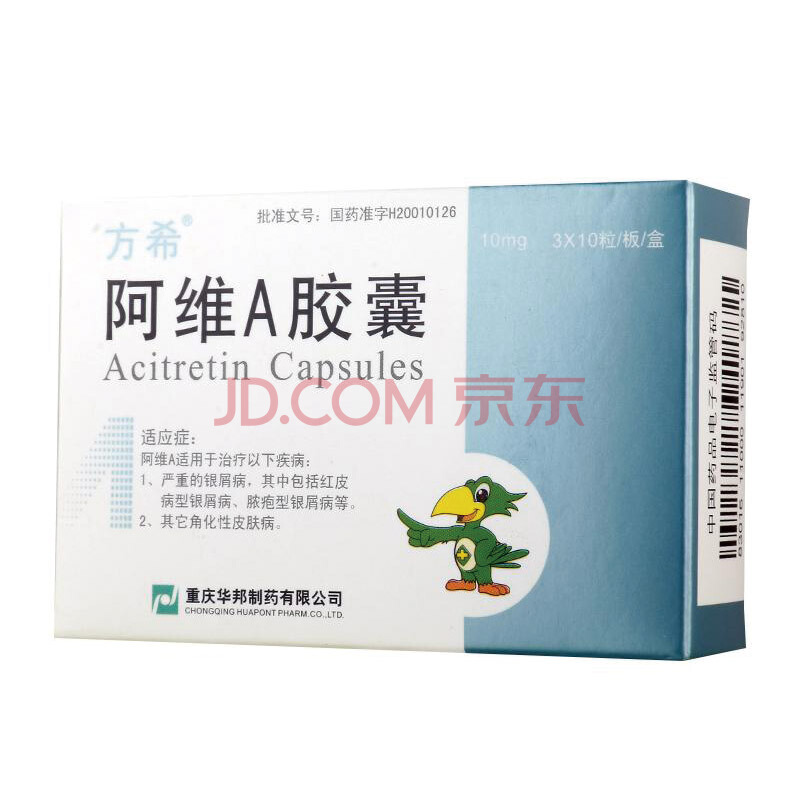 批准文号：国药准字H20010126
方希®
10mg 3X10粒/板/盒
阿维A胶囊
Acitretin Capsules
JD.COM 京东
适应症：
阿维A适用于治疗以下疾病：
1、严重的银屑病，其中包括红皮
病型银屑病、脓疱型银屑病等。
2、其它角化性皮肤病。
重庆华邦制药有限公司
CHONGQING HUAPONT PHARM.CO.,LTD.
中国药品电子监管码